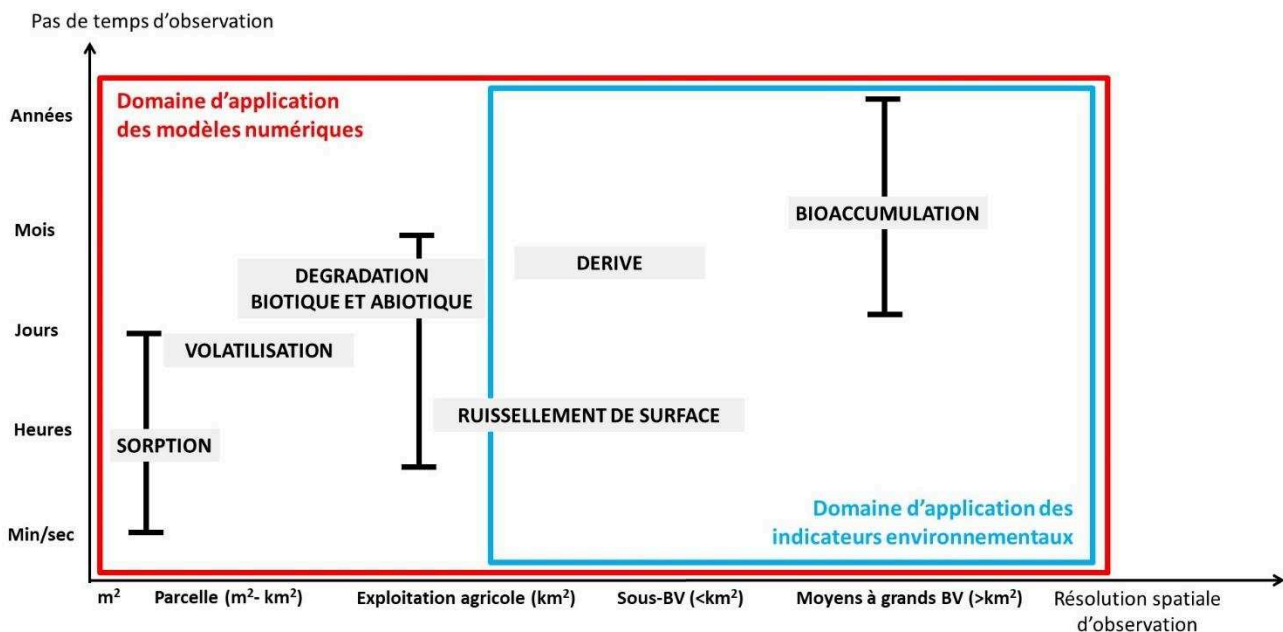 Pas de temps d'observation
Domaine d'application
des modèles numériques
Années
Mois
Jours
Heures
Min/sec
BIOACCUMULATION
DERIVE
DEGRADATION
BIOTIQUE ET ABIOTIQUE
VOLATILISATION
RUISSELLEMENT DE SURFACE
SORPTION
Domaine d'application des
indicateurs environnementaux
m²
Parcelle (m²- km²)
Exploitation agricole (km²)
Sous-BV (<km²)
Moyens à grands BV (>km²)
Résolution spatiale
d'observation